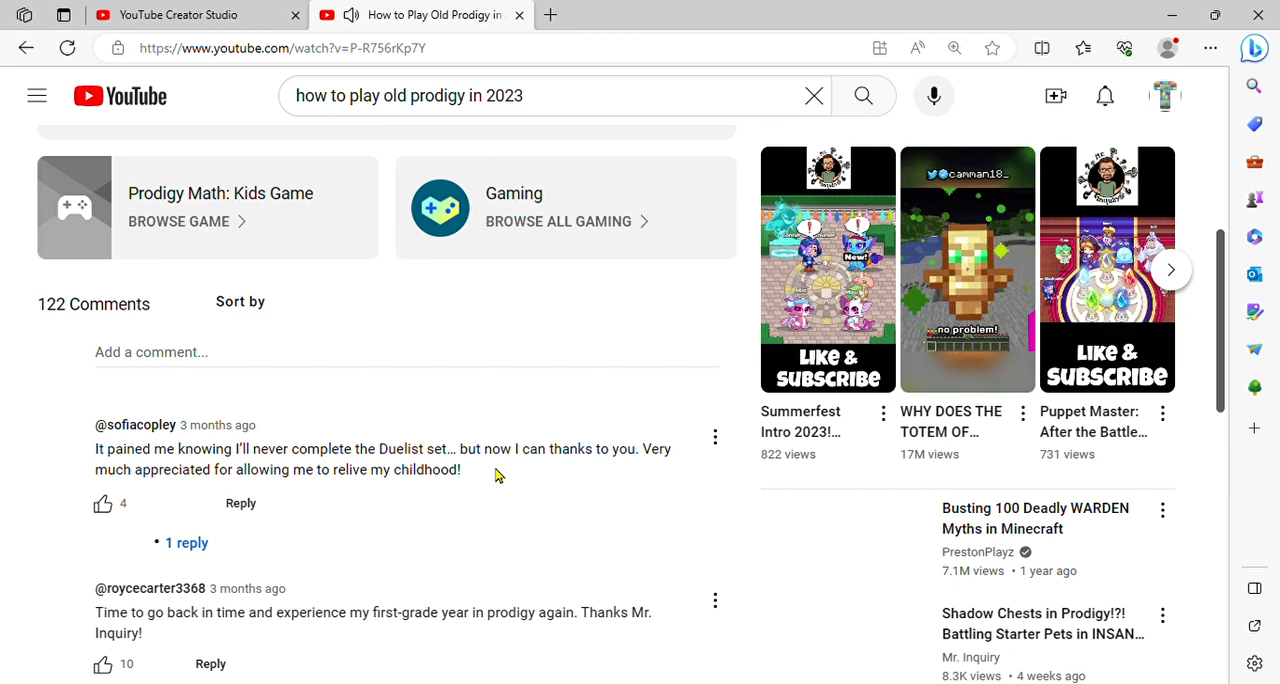 YouTube Creator Studio
How to Play Old Prodigy in
https://www.youtube.com/watch?v=P-R756rKp7Y
YouTube
how to play old prodigy in 2023
Prodigy Math: Kids Game
BROWSE GAME
Gaming
BROWSE ALL GAMING
122 Comments
Sort by
Add a comment...
@sofiacopley 3 months ago
It pained me knowing I'll never complete the Duelist set... but now I can thanks to you. Very
much appreciated for allowing me to relive my childhood!
4
Reply
• 1 reply
@roycecarter3368 3 months ago
Time to go back in time and experience my first-grade year in prodigy again. Thanks Mr.
Inquiry!
10
Reply
New!
LIKE &
SUBSCRIBE
Summerfest
Intro 2023!...
822 views
camman18_
no problem!
WHY DOES THE
TOTEM OF...
17M views
LIKE &
SUBSCRIBE
Puppet Master:
After the Battle...
731 views
Busting 100 Deadly WARDEN
Myths in Minecraft
PrestonPlayz
7.1M views • 1 year ago
Shadow Chests in Prodigy!?!
Battling Starter Pets in INSAN...
Mr. Inquiry
8.3K views • 4 weeks ago